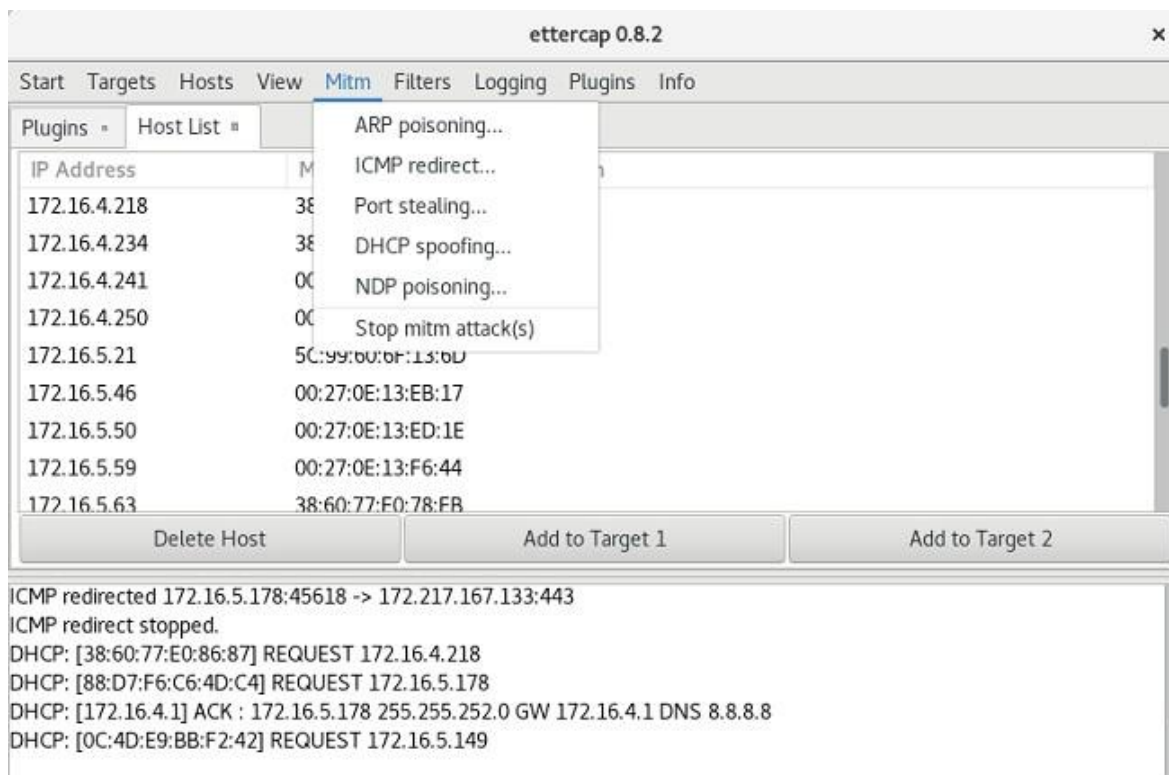 ettercap 0.8.2
Start Targets Hosts View Mitm Filters Logging Plugins Info
Plugins Host List
ARP poisoning...
ICMP redirect...
Port stealing...
DHCP spoofing...
NDP poisoning...
Stop mitm attack(s)
IP Address M
172.16.4.218 38
172.16.4.234 38
172.16.4.241 00
172.16.4.250 00
172.16.5.21 5C:99:60:6F:13:6D
172.16.5.46 00:27:0E:13:EB:17
172.16.5.50 00:27:0E:13:ED:1E
172.16.5.59 00:27:0E:13:F6:44
172.16.5.63 38:60:77:E0:78:EB
Delete Host Add to Target 1 Add to Target 2
ICMP redirected 172.16.5.178:45618 -> 172.217.167.133:443
ICMP redirect stopped.
DHCP: [38:60:77:E0:86:87] REQUEST 172.16.4.218
DHCP: [88:D7:F6:C6:4D:C4] REQUEST 172.16.5.178
DHCP: [172.16.4.1] ACK : 172.16.5.178 255.255.252.0 GW 172.16.4.1 DNS 8.8.8.8
DHCP: [0C:4D:E9:BB:F2:42] REQUEST 172.16.5.149